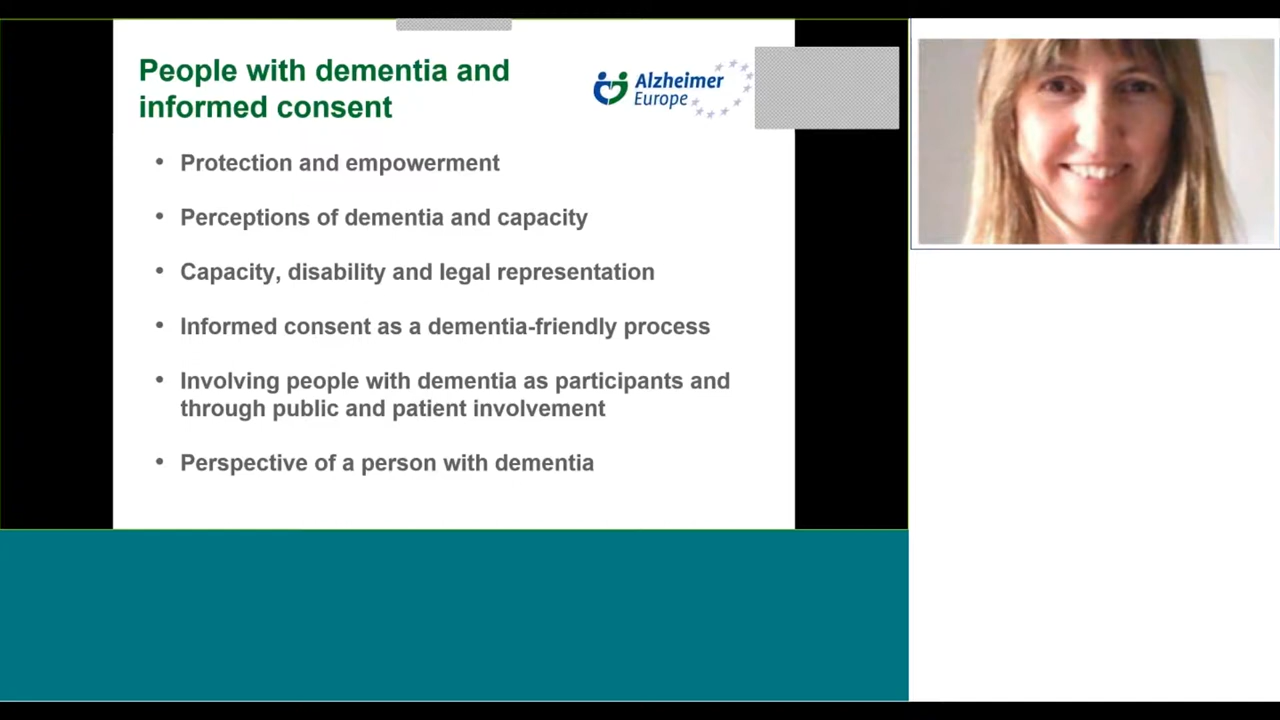 People with dementia and
informed consent
Alzheimer
Europe
• Protection and empowerment
• Perceptions of dementia and capacity
• Capacity, disability and legal representation
• Informed consent as a dementia-friendly process
• Involving people with dementia as participants and
through public and patient involvement
• Perspective of a person with dementia